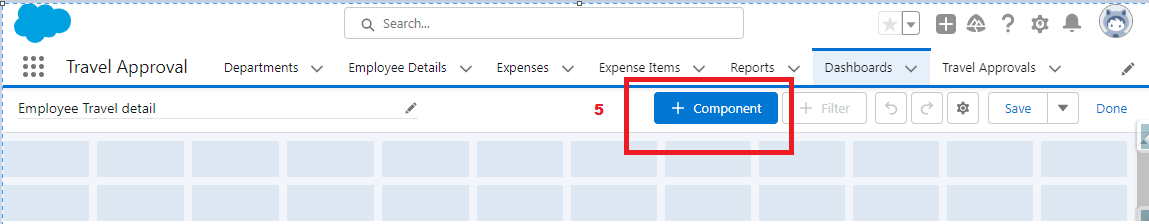 Search...
Travel Approval Departments Employee Details Expenses Expense Items Reports Dashboards Travel Approvals
Employee Travel detail 5 + Component + Filter Save Done